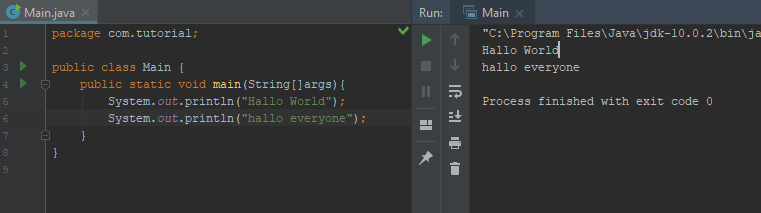 Main.java
1 package com.tutorial;
2
3 public class Main {
4 public static void main(String[]args){
5 System.out.println("Hallo World");
6 System.out.println("hallo everyone");
7 }
8 }
9
Run: Main
"C:\Program Files\Java\jdk-10.0.2\bin\ja
Hallo World
hallo everyone
Process finished with exit code 0